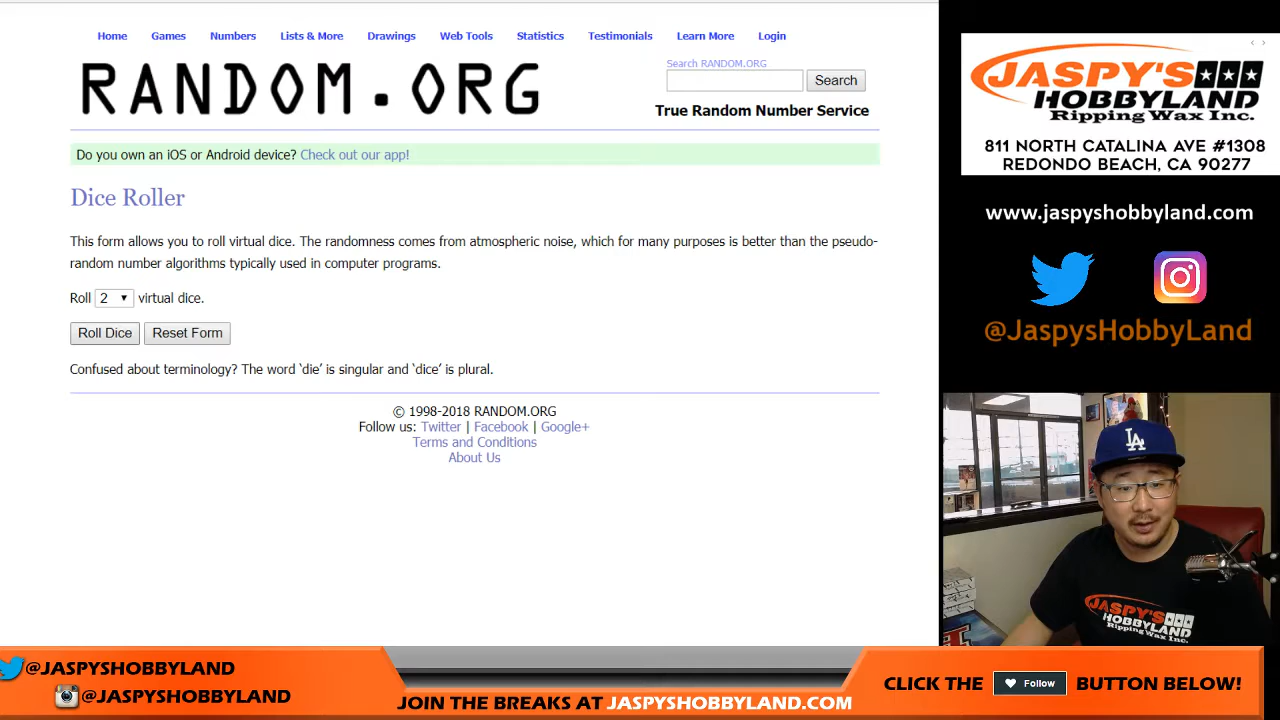 Home Games Numbers Lists & More Drawings Web Tools Statistics Testimonials Learn More Login
RANDOM.ORG
Search RANDOM.ORG
Search
True Random Number Service
Do you own an iOS or Android device? Check out our app!
Dice Roller
This form allows you to roll virtual dice. The randomness comes from atmospheric noise, which for many purposes is better than the pseudo-
random number algorithms typically used in computer programs.
Roll 2 virtual dice.
Roll Dice Reset Form
Confused about terminology? The word ‘die’ is singular and ‘dice’ is plural.
© 1998-2018 RANDOM.ORG
Follow us: Twitter | Facebook | Google+
Terms and Conditions
About Us
JASPY'S
HOBBYLAND
Ripping Wax Inc.
811 NORTH CATALINA AVE #1308
REDONDO BEACH, CA 90277
www.jaspyshobbyland.com
@JaspysHobbyLand
LA
JASPY'S
HOBBYLAND
Ripping Wax Inc.
@JASPYSHOBBYLAND
@JASPYSHOBBYLAND
JOIN THE BREAKS AT JASPYSHOBBYLAND.COM
CLICK THE Follow BUTTON BELOW!